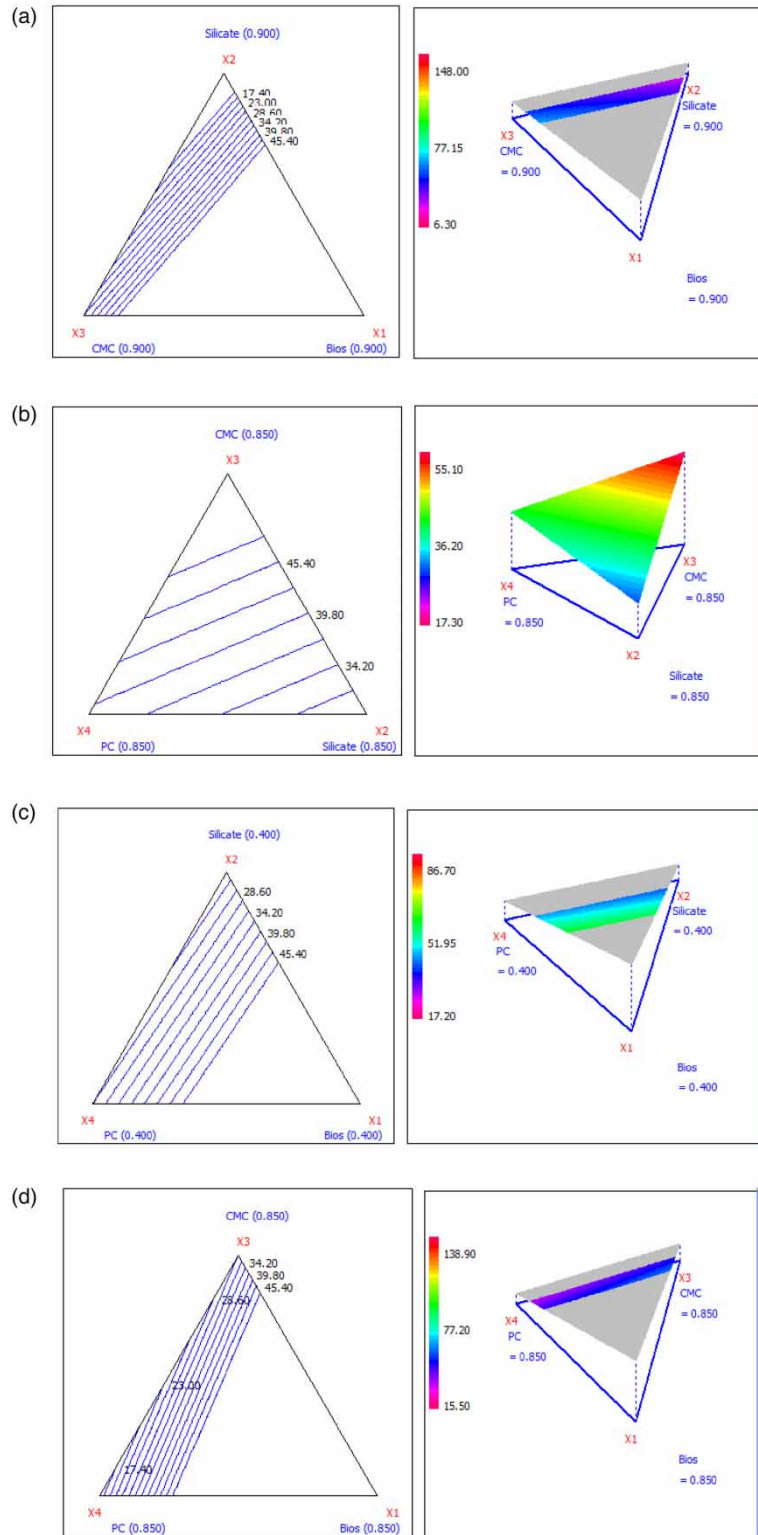 (a)
Silicate (0.900)
X2
17.40
23.00
28.60
34.20
39.80
45.40
X3
X1
CMC (0.900)
Bios (0.900)
148.00
77.15
6.30
X2
Silicate
= 0.900
X3
CMC
= 0.900
X1
Bios
= 0.900
(b)
CMC (0.850)
X3
45.40
39.80
34.20
X4
X2
PC (0.850)
Silicate (0.850)
55.10
36.20
17.30
X3
CMC
= 0.850
X4
PC
= 0.850
X2
Silicate
= 0.850
(c)
Silicate (0.400)
X2
28.60
34.20
39.80
45.40
X4
X1
PC (0.400)
Bios (0.400)
86.70
51.95
17.20
X2
Silicate
= 0.400
X4
PC
= 0.400
X1
Bios
= 0.400
(d)
CMC (0.850)
X3
34.20
39.80
45.40
28.60
23.00
17.40
X4
X1
PC (0.850)
Bios (0.850)
138.90
77.20
15.50
X3
CMC
= 0.850
X4
PC
= 0.850
X1
Bios
= 0.850